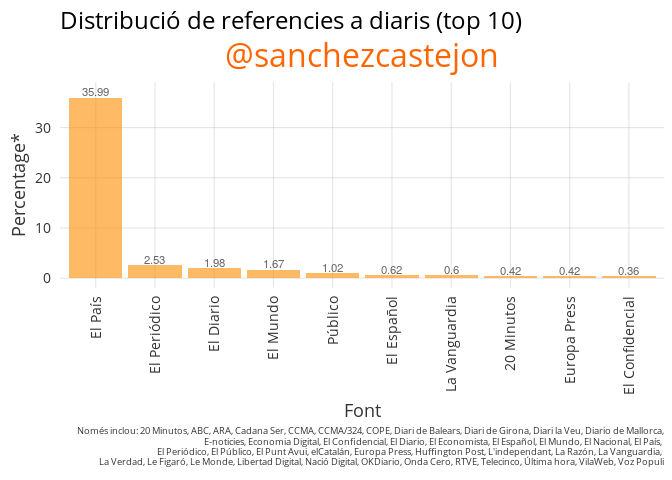 Distribució de referencies a diaris (top 10)
@sanchezcastejon
Percentage*
30
20
10
0
35.99
2.53
1.98
1.67
1.02
0.62
0.6
0.42
0.42
0.36
El País
El Periódico
El Diario
El Mundo
Público
El Español
La Vanguardia
20 Minutos
Europa Press
El Confidencial
Font
Només inclou: 20 Minutos, ABC, ARA, Cadana Ser, CCMA, CCMA/324, COPE, Diari de Balears, Diari de Girona, Diari la Veu, Diario de Mallorca,
E-noticies, Economia Digital, El Confidencial, El Diario, El Economista, El Español, El Mundo, El Nacional, El País,
El Periódico, El Público, El Punt Avui, elCatalán, Europa Press, Huffington Post, L'independant, La Razón, La Vanguardia,
La Verdad, Le Figaró, Le Monde, Libertad Digital, Nació Digital, OKDiario, Onda Cero, RTVE, Telecinco, Última hora, VilaWeb, Voz Populi